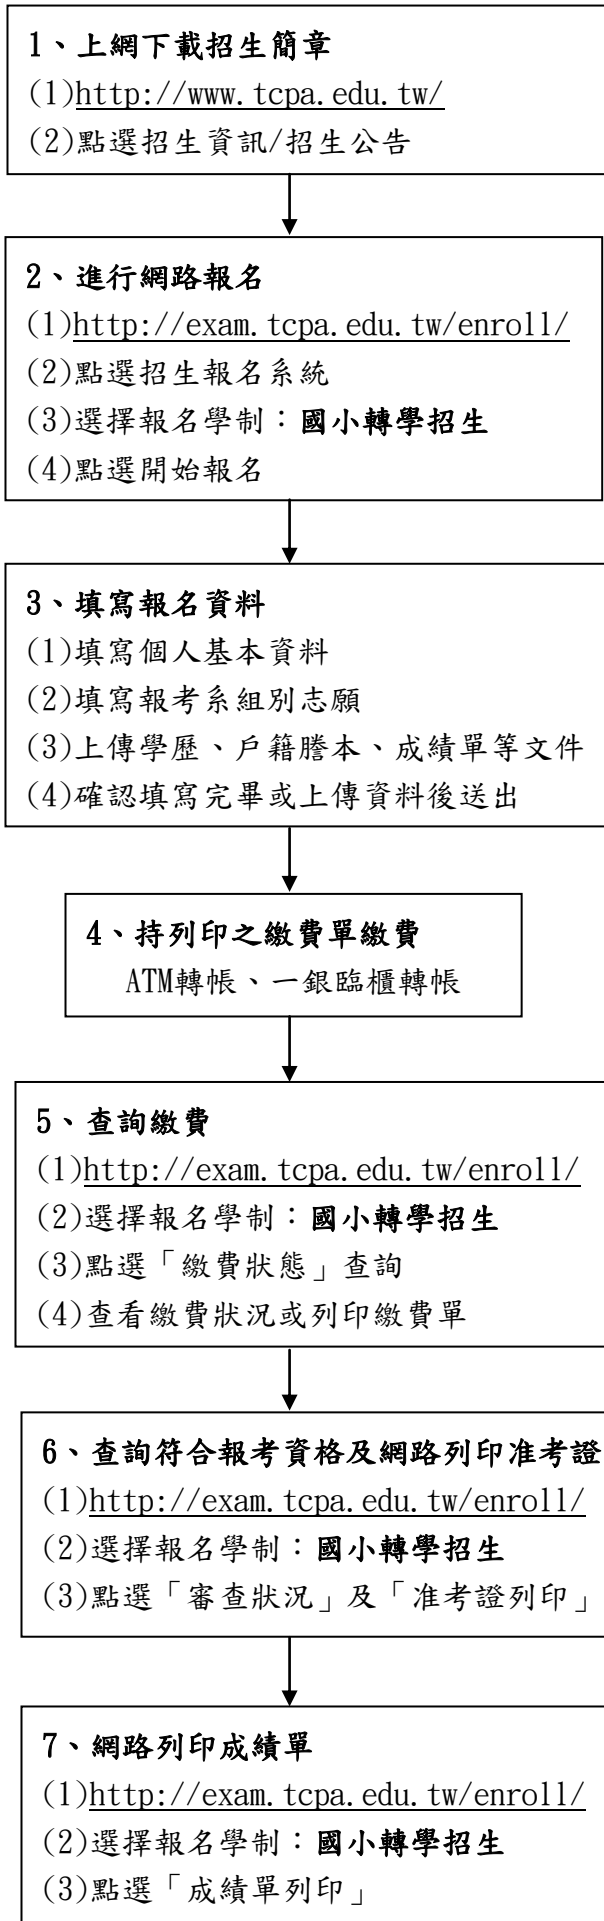 1、上網下載招生簡章
(1)http://www.tcpa.edu.tw/
(2)點選招生資訊/招生公告
2、進行網路報名
(1)http://exam.tcpa.edu.tw/enroll/
(2)點選招生報名系統
(3)選擇報名學制：國小轉學招生
(4)點選開始報名
3、填寫報名資料
(1)填寫個人基本資料
(2)填寫報考系組別志願
(3)上傳學歷、戶籍謄本、成績單等文件
(4)確認填寫完畢或上傳資料後送出
4、持列印之繳費單繳費
ATM轉帳、一銀臨櫃轉帳
5、查詢繳費
(1)http://exam.tcpa.edu.tw/enroll/
(2)選擇報名學制：國小轉學招生
(3)點選「繳費狀態」查詢
(4)查看繳費狀況或列印繳費單
6、查詢符合報考資格及網路列印准考證
(1)http://exam.tcpa.edu.tw/enroll/
(2)選擇報名學制：國小轉學招生
(3)點選「審查狀況」及「准考證列印」
7、網路列印成績單
(1)http://exam.tcpa.edu.tw/enroll/
(2)選擇報名學制：國小轉學招生
(3)點選「成績單列印」